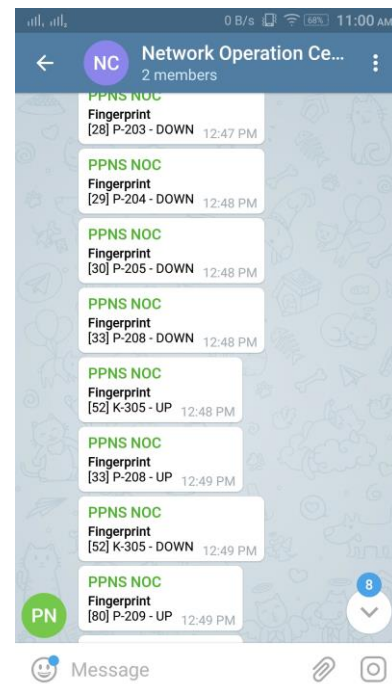 0 B/s 68% 11:00 AM
NC Network Operation Ce...
2 members
PPNS NOC
Fingerprint
[28] P-203 - DOWN 12:47 PM
PPNS NOC
Fingerprint
[29] P-204 - DOWN 12:48 PM
PPNS NOC
Fingerprint
[30] P-205 - DOWN 12:48 PM
PPNS NOC
Fingerprint
[33] P-208 - DOWN 12:48 PM
PPNS NOC
Fingerprint
[52] K-305 - UP 12:48 PM
PPNS NOC
Fingerprint
[33] P-208 - UP 12:49 PM
PPNS NOC
Fingerprint
[52] K-305 - DOWN 12:49 PM
PPNS NOC
Fingerprint
[80] P-209 - UP 12:49 PM
PN
8
Message